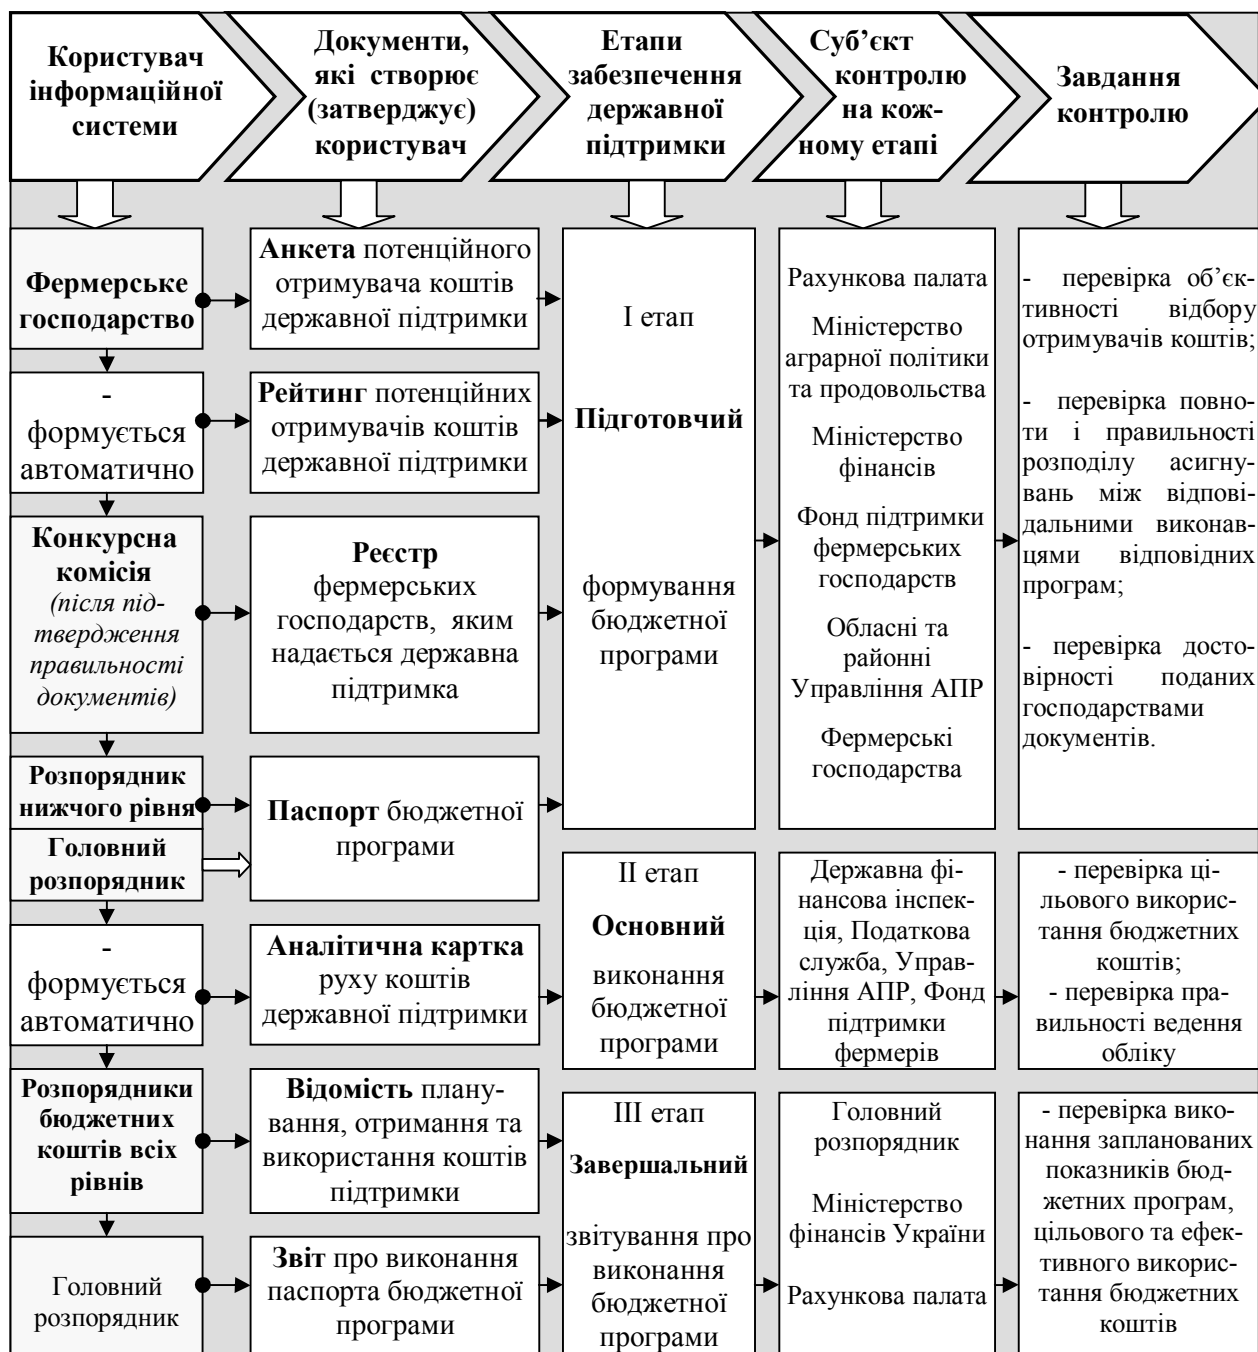 Користувач
інформаційної
системи
Документи,
які створює
(затверджує)
користувач
Етапи
забезпечення
державної
підтримки
Суб’єкт
контролю
на кож-
ному етапі
Завдання
контролю
Фермерське
господарство
-
формується
автоматично
Конкурсна
комісія
(після під-
твердження
правильності
документів)
Розпорядник
нижчого рівня
Головний
розпорядник
-
формується
автоматично
Розпорядники
бюджетних
коштів всіх
рівнів
Головний
розпорядник
Анкета потенційного
отримувача коштів
державної підтримки
Рейтинг потенційних
отримувачів коштів
державної підтримки
Реєстр
фермерських
господарств, яким
надається державна
підтримка
Паспорт бюджетної
програми
Аналітична картка
руху коштів
державної підтримки
Відомість плану-
вання, отримання та
використання коштів
підтримки
Звіт про виконання
паспорта бюджетної
програми
І етап
Підготовчий
формування
бюджетної
програми
ІІ етап
Основний
виконання
бюджетної
програми
ІІІ етап
Завершальний
звітування про
виконання
бюджетної
програми
Рахункова палата
Міністерство
аграрної політики
та продовольства
Міністерство
фінансів
Фонд підтримки
фермерських
господарств
Обласні та
районні
Управління АПР
Фермерські
господарства
Державна фі-
нансова інспек-
ція, Податкова
служба, Управ-
ління АПР, Фонд
підтримки
фермерів
Головний
розпорядник
Міністерство
фінансів України
Рахункова палата
- перевірка об’єк-
тивності відбору
отримувачів коштів;
- перевірка повно-
ти і правильності
розподілу асигну-
вань між відпові-
дальними виконав-
цями відповідних
програм;
- перевірка досто-
вірності поданих
господарствами
документів.
- перевірка ці-
льового викорис-
тання бюджетних
коштів;
- перевірка пра-
вильності ведення
обліку
- перевірка вико-
нання запланованих
показників бюд-
жетних програм,
цільового та ефек-
тивного викорис-
тання бюджетних
коштів